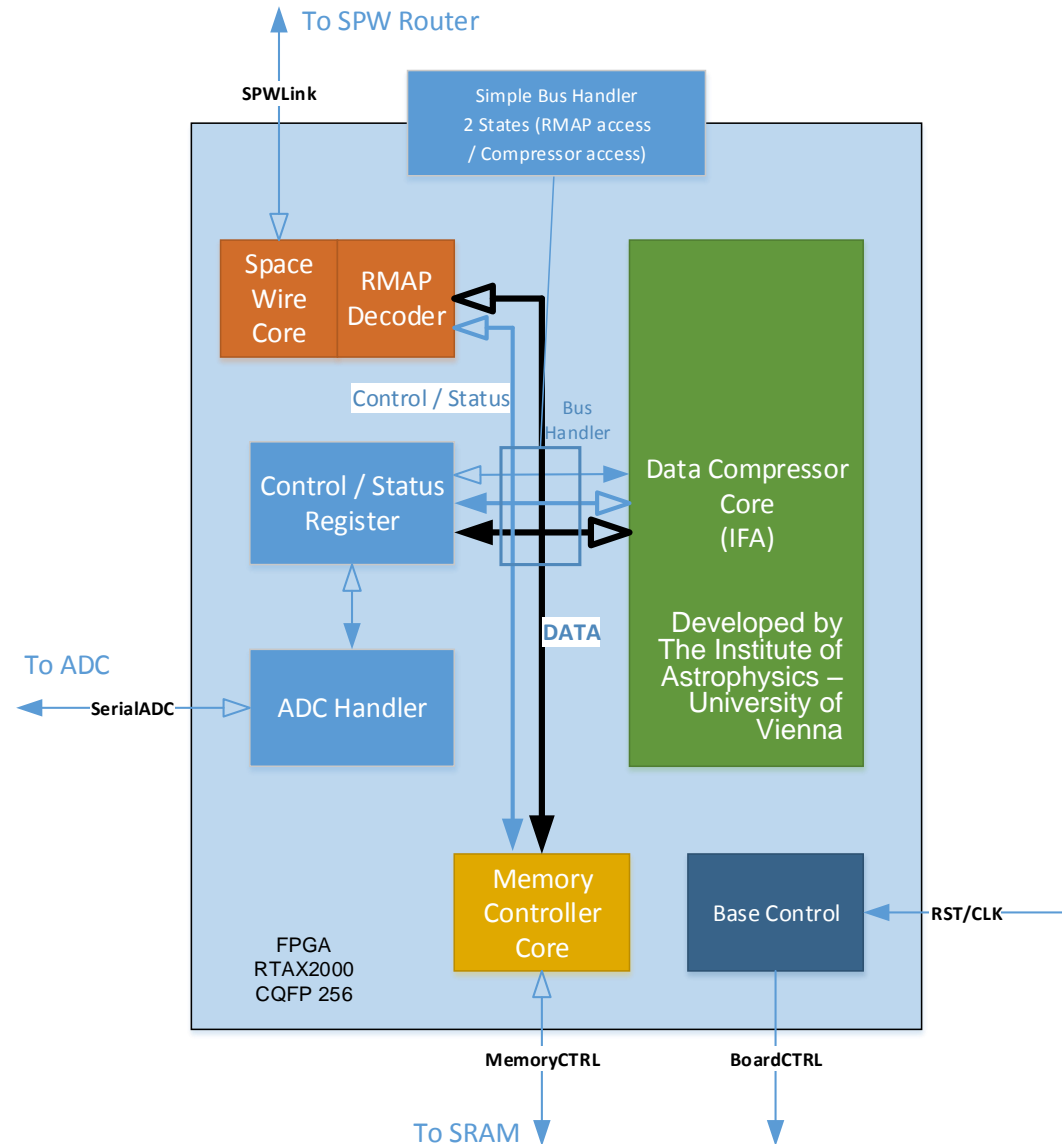 To SPW Router
SPWLink
Simple Bus Handler
2 States (RMAP access
/ Compressor access)
Space
Wire
Core
RMAP
Decoder
Control / Status
Bus
Handler
Control / Status
Register
Data Compressor
Core
(IFA)
Developed by
The Institute of
Astrophysics –
University of
Vienna
DATA
To ADC
SerialADC
ADC Handler
Memory
Controller
Core
Base Control
RST/CLK
FPGA
RTAX2000
CQFP 256
MemoryCTRL
BoardCTRL
To SRAM